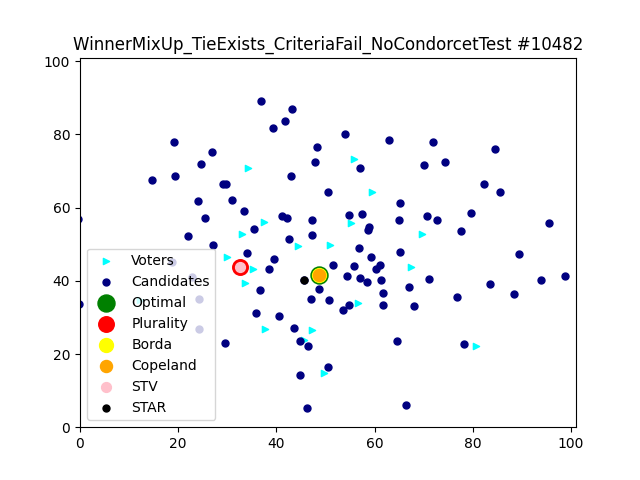 WinnerMixUp_TieExists_CriteriaFail_NoCondorcetTest #10482
100
80
60
40
20
0
Voters
Candidates
Optimal
Plurality
Borda
Copeland
STV
STAR
0 20 40 60 80 100